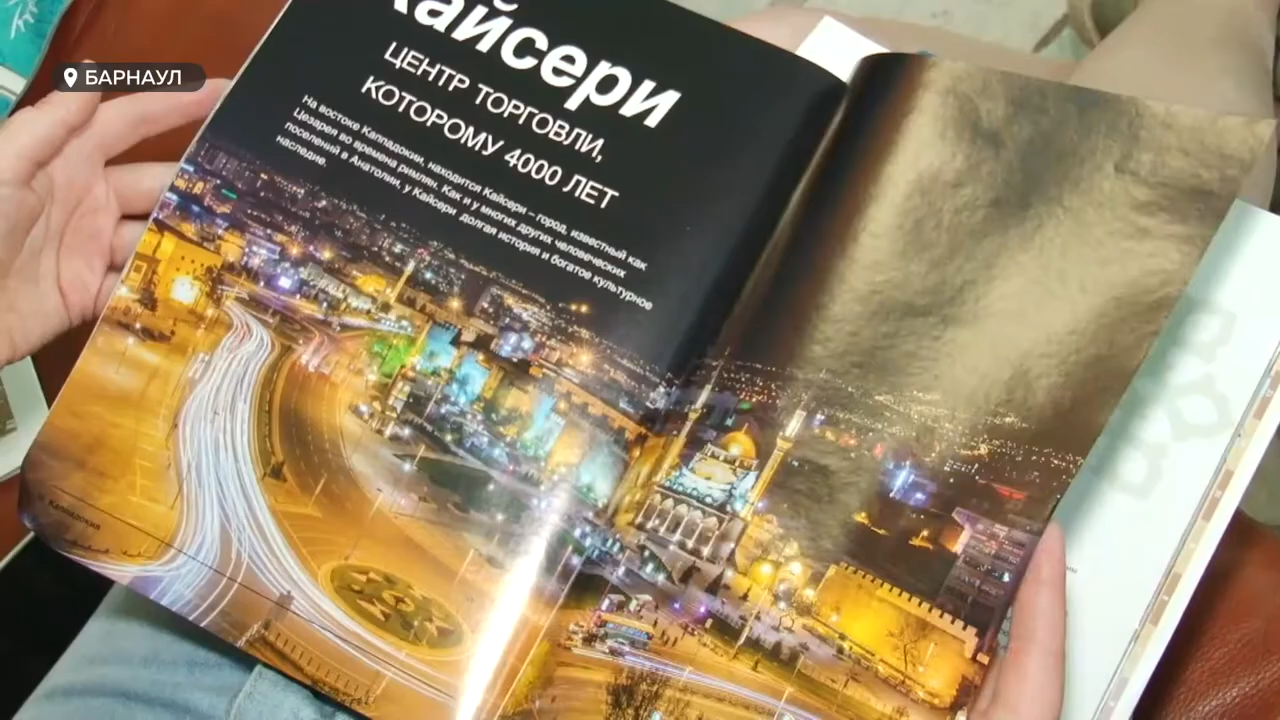 БАРНАУЛ
Кайсери
ЦЕНТР ТОРГОВЛИ,
КОТОРОМУ 4000 ЛЕТ
На востоке Каппадокии, находится Кайсери – город, известный как
Цезарея во времена римлян. Как и у многих других человеческих
поселений в Анатолии, у Кайсери долгая история и богатое культурное
наследие.
Каппадокия